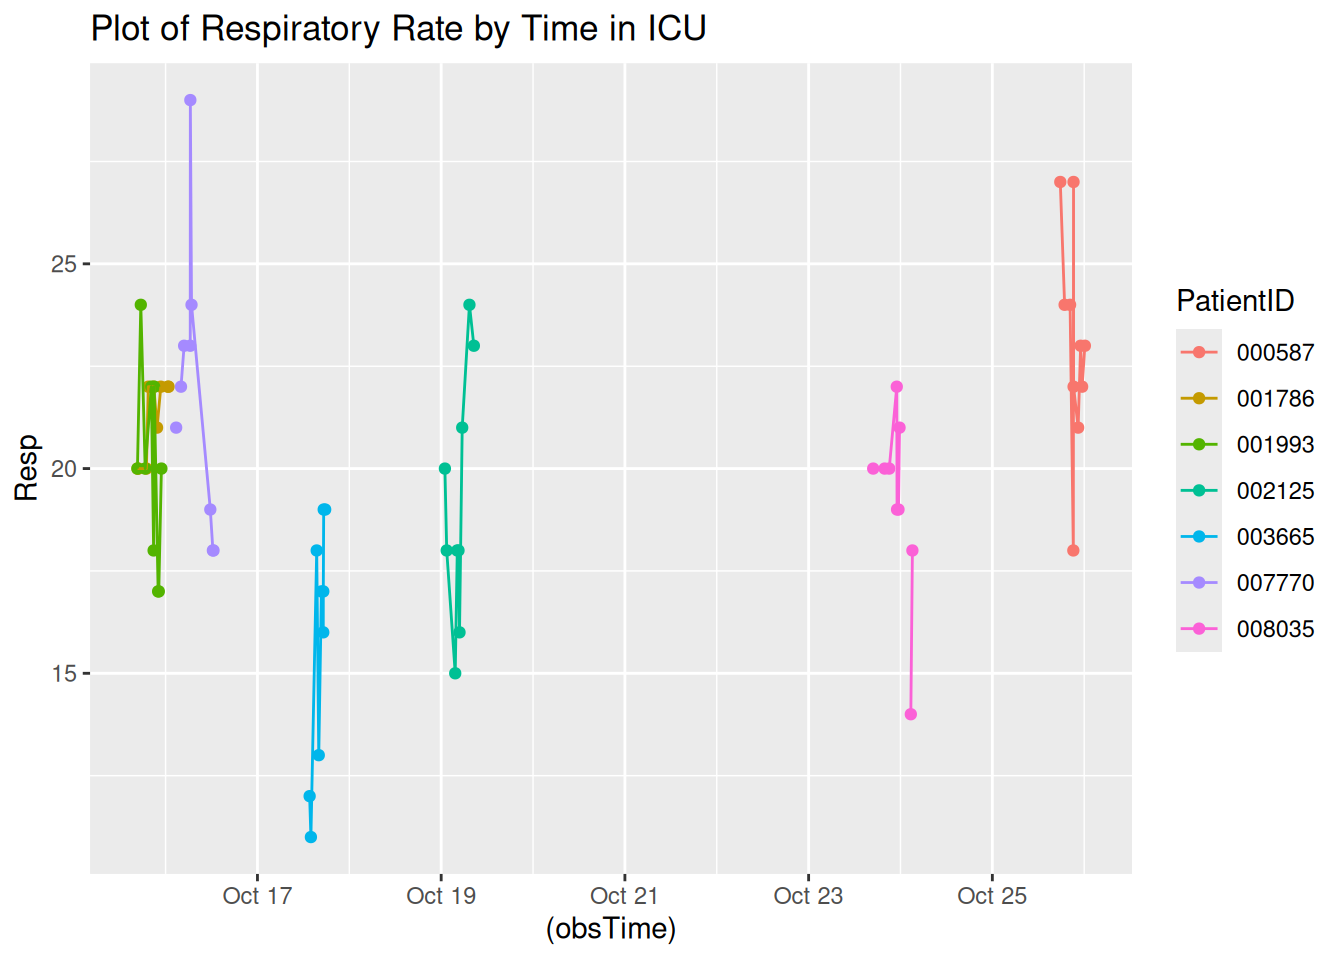 Plot of Respiratory Rate by Time in ICU
Resp
25
20
15
Oct 17
Oct 19
Oct 21
Oct 23
Oct 25
(obsTime)
PatientID
000587
001786
001993
002125
003665
007770
008035